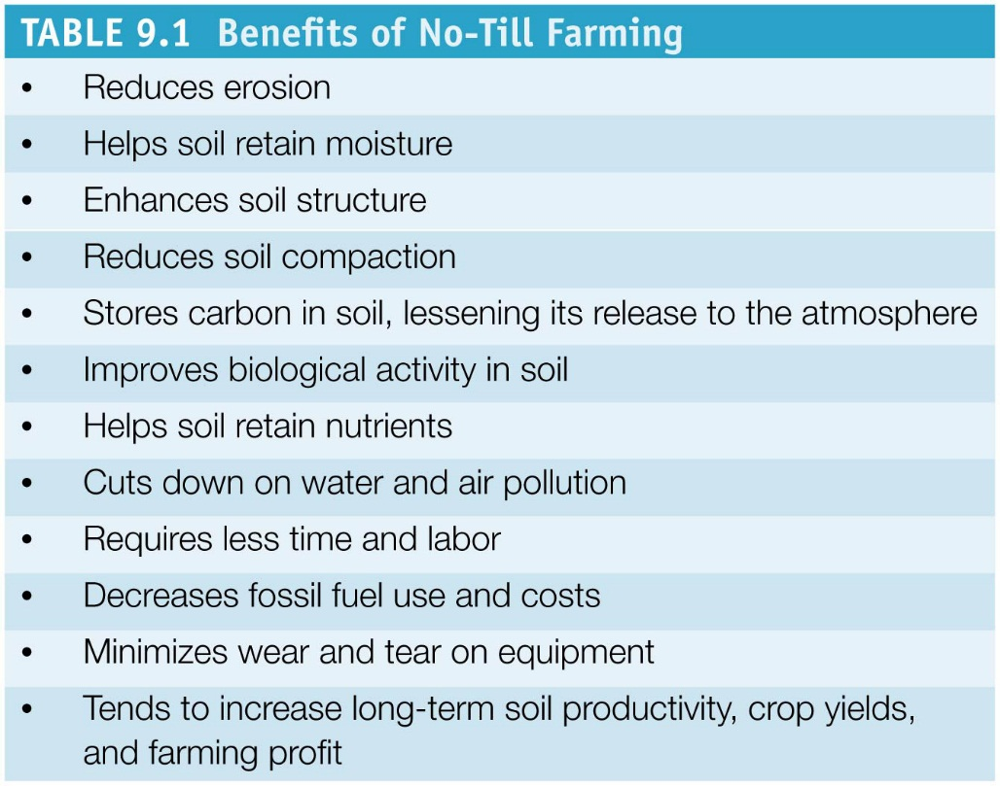 TABLE 9.1 Benefits of No-Till Farming
• Reduces erosion
• Helps soil retain moisture
• Enhances soil structure
• Reduces soil compaction
• Stores carbon in soil, lessening its release to the atmosphere
• Improves biological activity in soil
• Helps soil retain nutrients
• Cuts down on water and air pollution
• Requires less time and labor
• Decreases fossil fuel use and costs
• Minimizes wear and tear on equipment
• Tends to increase long-term soil productivity, crop yields,
and farming profit